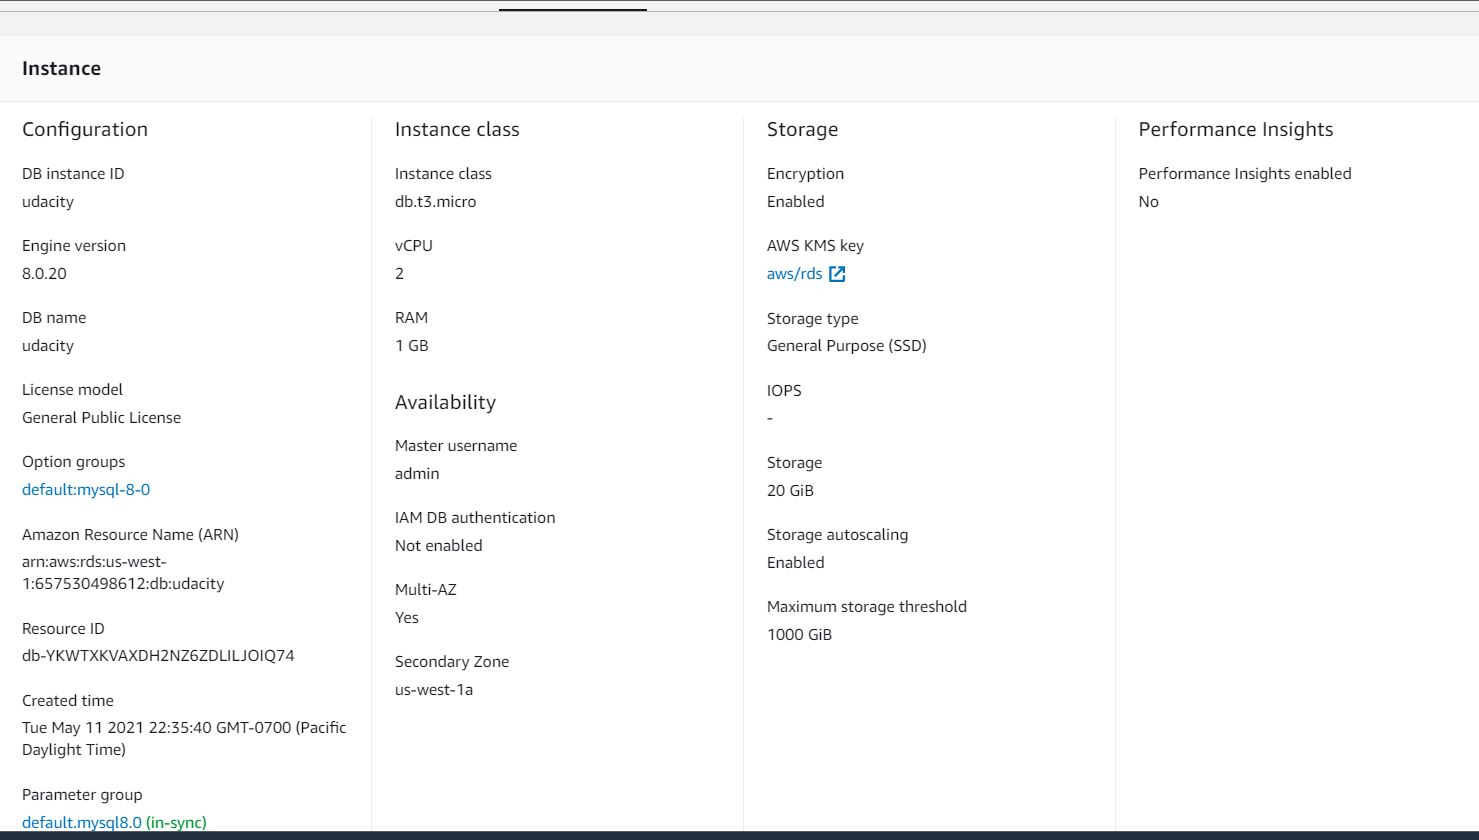 Instance
Configuration
DB instance ID
udacity
Engine version
8.0.20
DB name
udacity
License model
General Public License
Option groups
default:mysql-8-0
Amazon Resource Name (ARN)
arn:aws:rds:us-west-
1:657530498612:db:udacity
Resource ID
db-YKWTXKVAXDH2NZ6ZDLILJOIQ74
Created time
Tue May 11 2021 22:35:40 GMT-0700 (Pacific
Daylight Time)
Parameter group
default.mysql8.0 (in-sync)
Instance class
Instance class
db.t3.micro
vCPU
2
RAM
1 GB
Availability
Master username
admin
IAM DB authentication
Not enabled
Multi-AZ
Yes
Secondary Zone
us-west-1a
Storage
Encryption
Enabled
AWS KMS key
aws/rds
Storage type
General Purpose (SSD)
IOPS
-
Storage
20 GiB
Storage autoscaling
Enabled
Maximum storage threshold
1000 GiB
Performance Insights
Performance Insights enabled
No